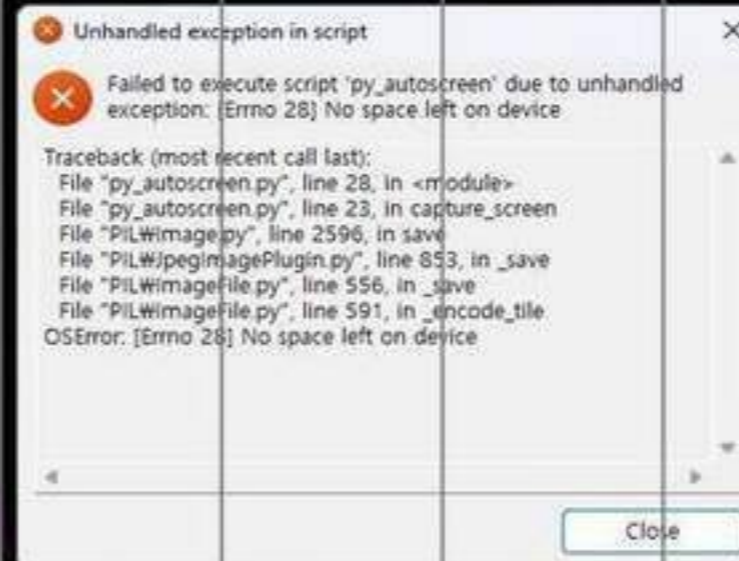 Unhandled exception in script
Failed to execute script 'py_autoscreen' due to unhandled
exception: [Errno 28] No space left on device
Traceback (most recent call last):
File "py_autoscreen.py", line 28, in <module>
File "py_autoscreen.py", line 23, in capture_screen
File "PIL₩Image.py", line 2596, in save
File "PIL₩JpegImagePlugin.py", line 853, in _save
File "PIL₩ImageFile.py", line 556, in _save
File "PIL₩ImageFile.py", line 591, in _encode_tile
OSError: [Errno 28] No space left on device
Close